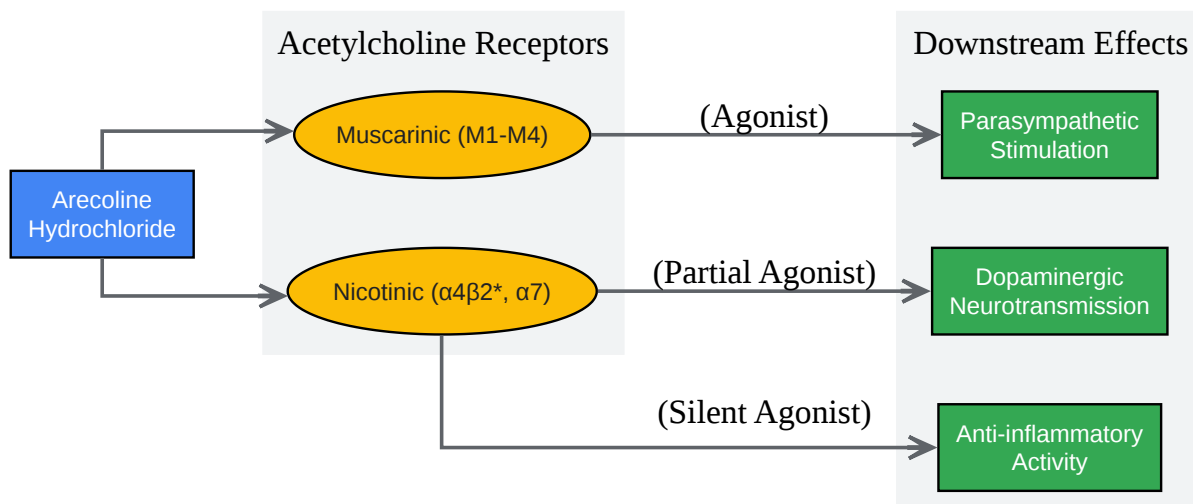 Acetylcholine Receptors
Downstream Effects
Arecoline
Hydrochloride
Muscarinic (M1-M4)
(Agonist)
Parasympathetic
Stimulation
Nicotinic (α4β2*, α7)
(Partial Agonist)
Dopaminergic
Neurotransmission
(Silent Agonist)
Anti-inflammatory
Activity